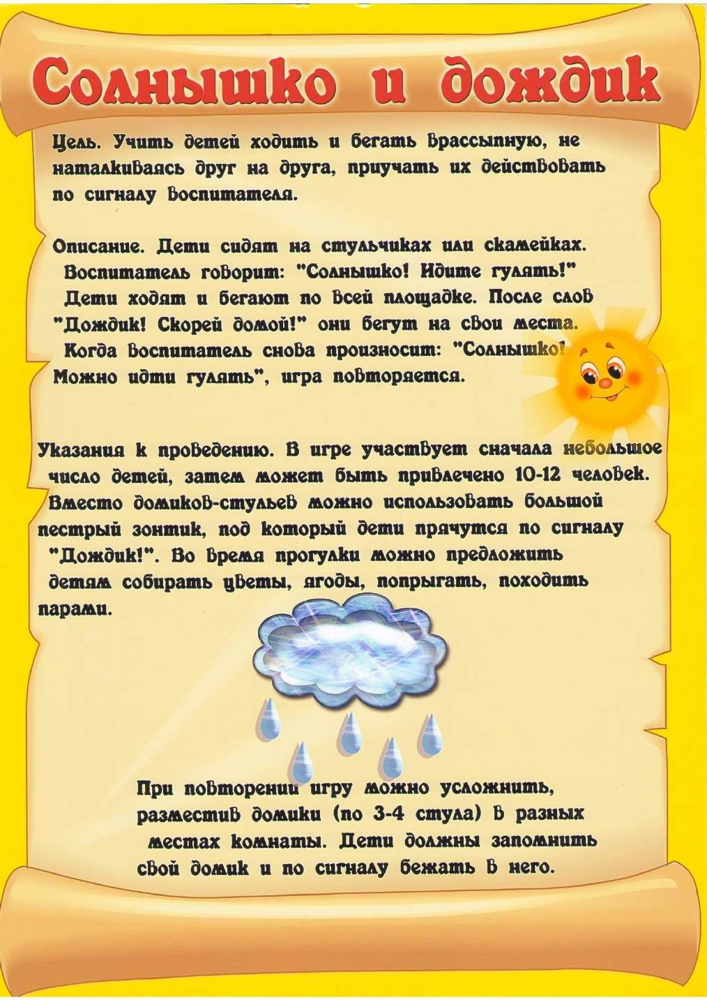 Солнышко и дождик
Цель. Учить детей ходить и бегать врассыпную, не
наталкиваясь друг на друга, приучать их действовать
по сигналу воспитателя.
Описание. Дети сидят на стульчиках или скамейках.
Воспитатель говорит: "Солнышко! Идите гулять!"
Дети ходят и бегают по всей площадке. После слов
"Дождик! Скорей домой!" они бегут на свои места.
Когда воспитатель снова произносит: "Солнышко!
Можно идти гулять", игра повторяется.
Указания к проведению. В игре участвует сначала небольшое
число детей, затем может быть привлечено 10-12 человек.
Вместо домиков-стульев можно использовать большой
пестрый зонтик, под который дети прячутся по сигналу
"Дождик!". Во время прогулки можно предложить
детям собирать цветы, ягоды, попрыгать, походить
парами.
При повторении игру можно усложнить,
разместив домики (по 3-4 стула) в разных
местах комнаты. Дети должны запомнить
свой домик и по сигналу бежать в него.